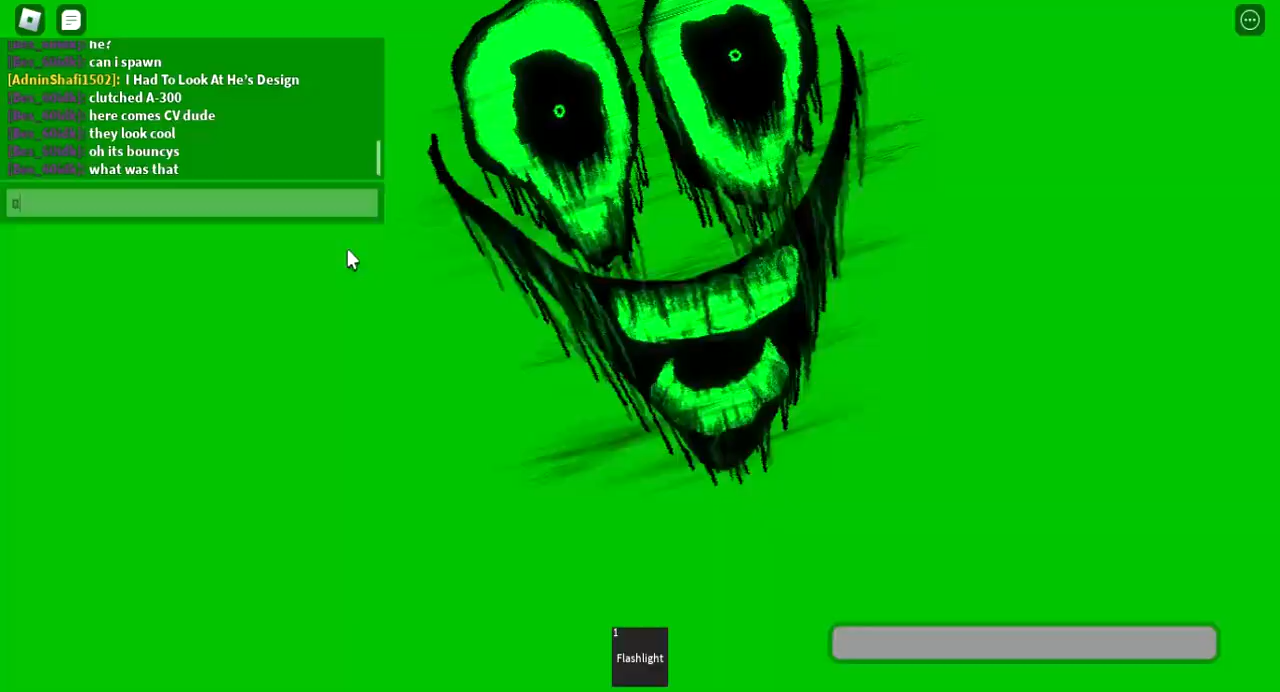 he?
can i spawn
[AdninShafi1502]: I Had To Look At He's Design
clutched A-300
here comes CV dude
they look cool
oh its bouncys
what was that
1
Flashlight